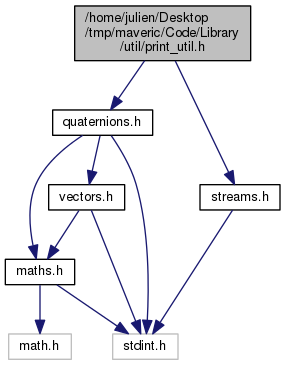 /home/julien/Desktop
/tmp/maveric/Code/Library
/util/print_util.h
quaternions.h
vectors.h
streams.h
maths.h
math.h
stdint.h